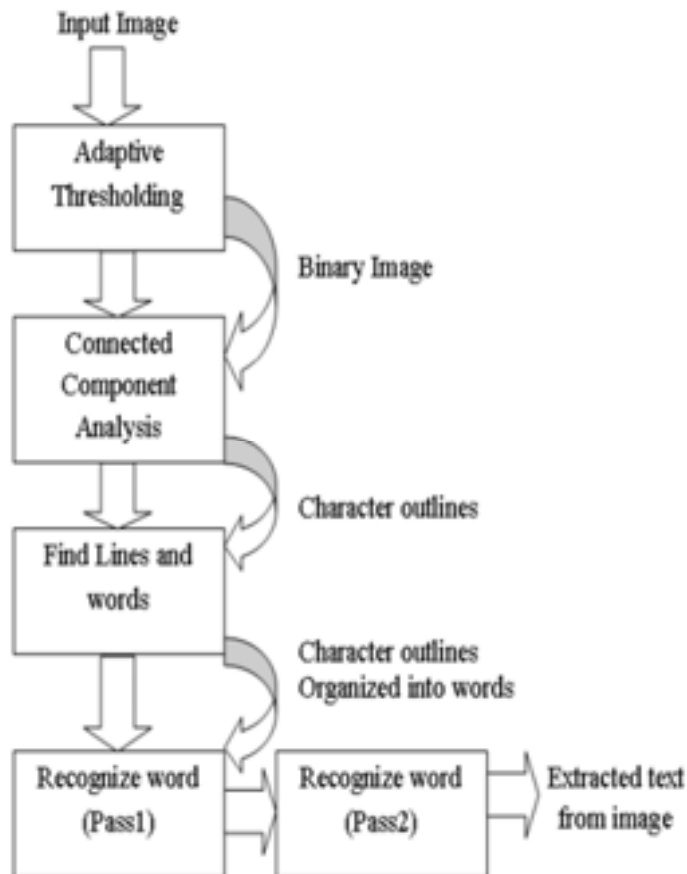 Input Image
Adaptive
Thresholding
Binary Image
Connected
Component
Analysis
Character outlines
Find Lines and
words
Character outlines
Organized into words
Recognize word
(Pass1)
Recognize word
(Pass2)
Extracted text
from image